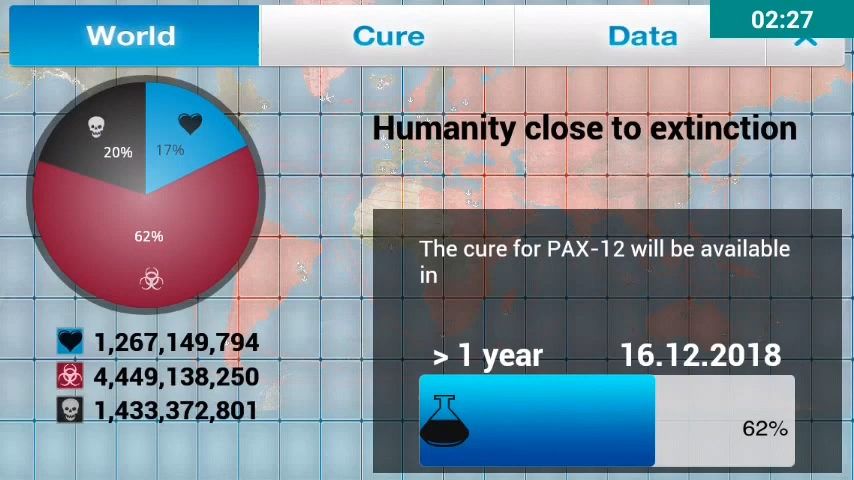 World
Cure
Data
02:27
20%
17%
62%
Humanity close to extinction
The cure for PAX-12 will be available
in
> 1 year
16.12.2018
62%
1,267,149,794
4,449,138,250
1,433,372,801